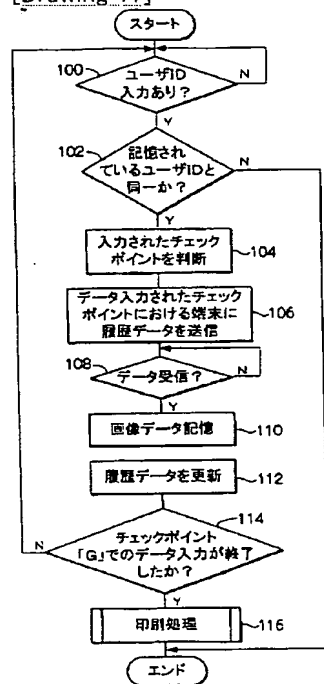 スタート
100
ユーザID
入力あり?
N
Y
102
記憶され
ているユーザIDと
同一か?
N
Y
入力されたチェック
ポイントを判断
104
データ入力されたチェック
ポイントにおける端末に
履歴データを送信
106
108
データ受信?
N
Y
画像データ記憶
110
履歴データを更新
112
114
チェックポイント
「G」でのデータ入力が終了
したか?
N
Y
印刷処理
116
エンド